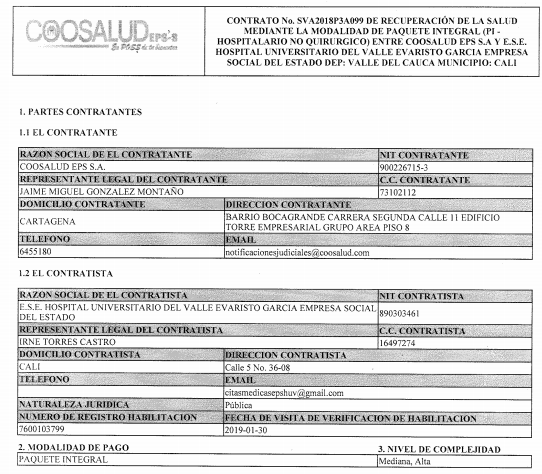 COOSALUD EPS'S
CONTRATO No. SVA2018P3A099 DE RECUPERACIÓN DE LA SALUD
MEDIANTE LA MODALIDAD DE PAQUETE INTEGRAL (PI -
HOSPITALARIO NO QUIRURGICO) ENTRE COOSALUD EPS S.A Y E.S.E.
HOSPITAL UNIVERSITARIO DEL VALLE EVARISTO GARCIA EMPRESA
SOCIAL DEL ESTADO DEP: VALLE DEL CAUCA MUNICIPIO: CALI
1. PARTES CONTRATANTES
1.1 EL CONTRATANTE
RAZON SOCIAL DE EL CONTRATANTE NIT CONTRATANTE
COOSALUD EPS S.A. 900226715-3
REPRESENTANTE LEGAL DEL CONTRATANTE C.C. CONTRATANTE
JAIME MIGUEL GONZALEZ MONTAÑO 73102112
DOMICILIO CONTRATANTE DIRECCION CONTRATANTE
CARTAGENA BARRIO BOCAGRANDE CARRERA SEGUNDA CALLE 11 EDIFICIO
TORRE EMPRESARIAL GRUPO AREA PISO 8
TELEFONO EMAIL
6455180 notificacionesjudiciales@coosalud.com
1.2 EL CONTRATISTA
RAZON SOCIAL DE EL CONTRATISTA NIT CONTRATISTA
E.S.E. HOSPITAL UNIVERSITARIO DEL VALLE EVARISTO GARCIA EMPRESA SOCIAL
DEL ESTADO 890303461
REPRESENTANTE LEGAL DEL CONTRATISTA C.C. CONTRATISTA
IRNE TORRES CASTRO 16497274
DOMICILIO CONTRATISTA DIRECCION CONTRATISTA
CALI Calle 5 No. 36-08
TELEFONO EMAIL
citasmedicasepshuv@gmail.com
NATURALEZA JURIDICA Pública
NUMERO DE REGISTRO HABILITACION FECHA DE VISITA DE VERIFICACION DE HABILITACION
7600103799 2019-01-30
2. MODALIDAD DE PAGO 3. NIVEL DE COMPLEJIDAD
PAQUETE INTEGRAL Mediana, Alta